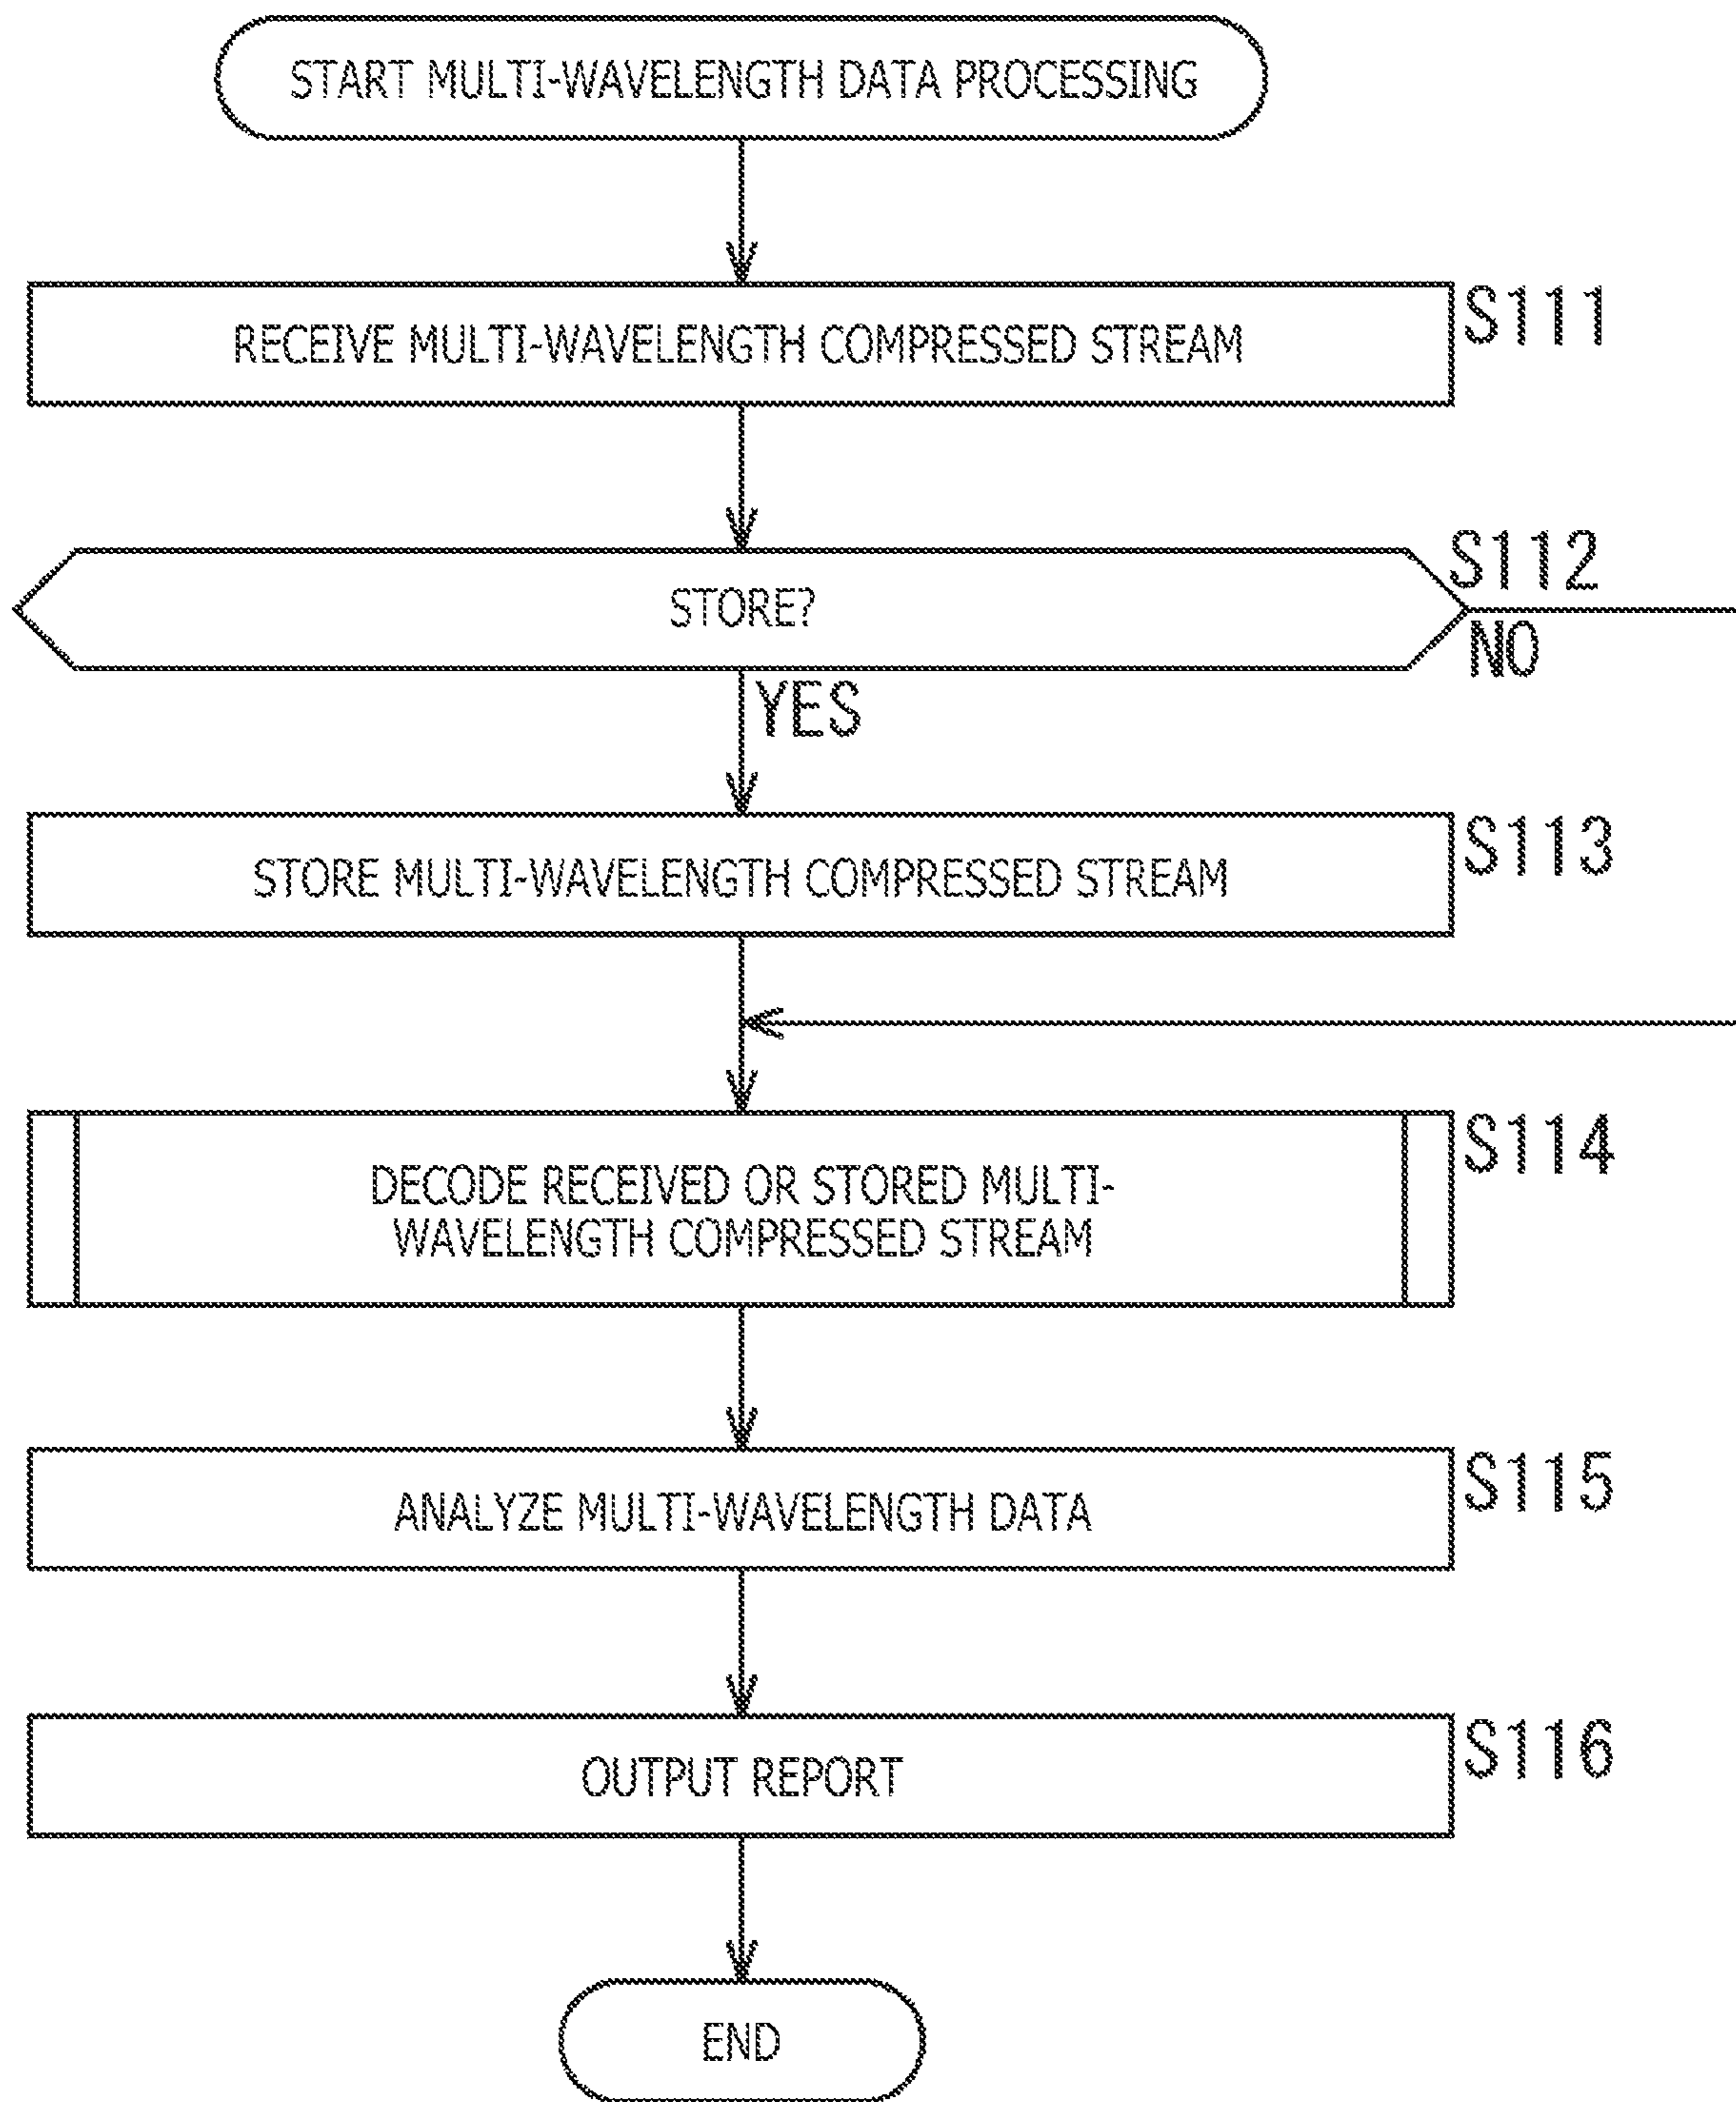 START MULTI-WAVELENGTH DATA PROCESSING
RECEIVE MULTI-WAVELENGTH COMPRESSED STREAM
S111
STORE?
S112
NO
YES
STORE MULTI-WAVELENGTH COMPRESSED STREAM
S113
DECODE RECEIVED OR STORED MULTI-
WAVELENGTH COMPRESSED STREAM
S114
ANALYZE MULTI-WAVELENGTH DATA
S115
OUTPUT REPORT
S116
END